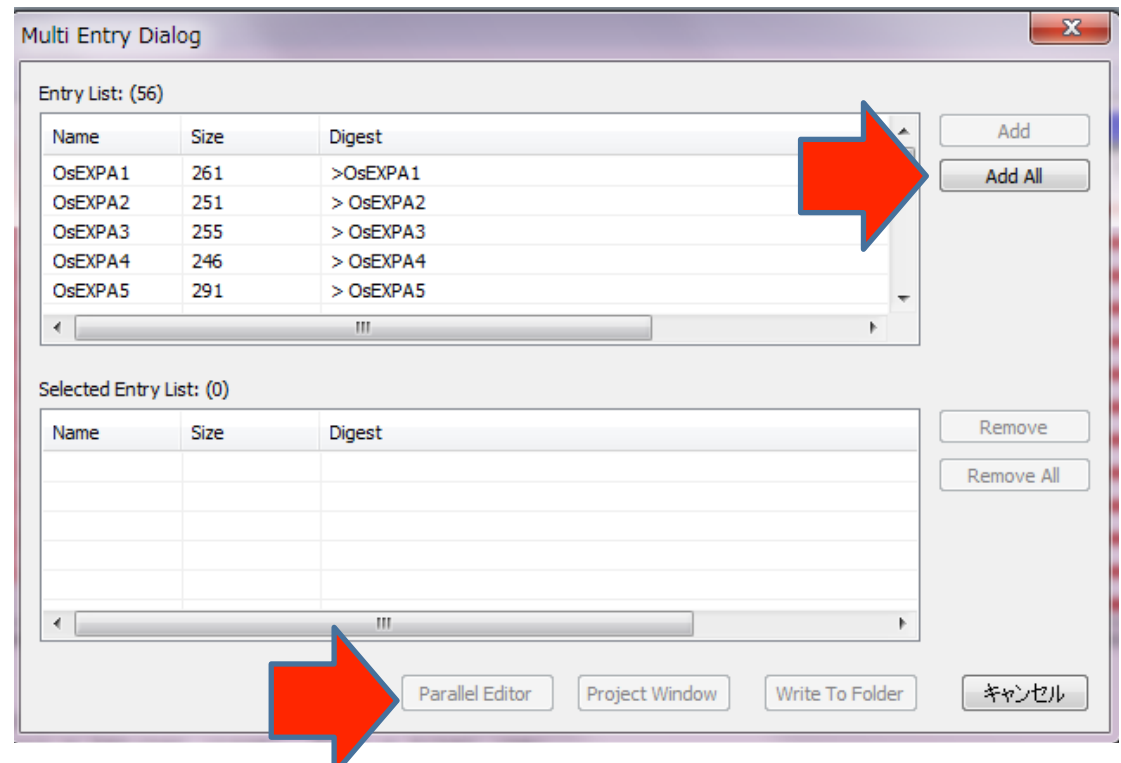 Multi Entry Dialog
Entry List: (56)
Name Size Digest
OsEXPA1 261 >OsEXPA1
OsEXPA2 251 > OsEXPA2
OsEXPA3 255 > OsEXPA3
OsEXPA4 246 > OsEXPA4
OsEXPA5 291 > OsEXPA5
Add
Add All
Selected Entry List: (0)
Name Size Digest
Remove
Remove All
Parallel Editor Project Window Write To Folder キャンセル